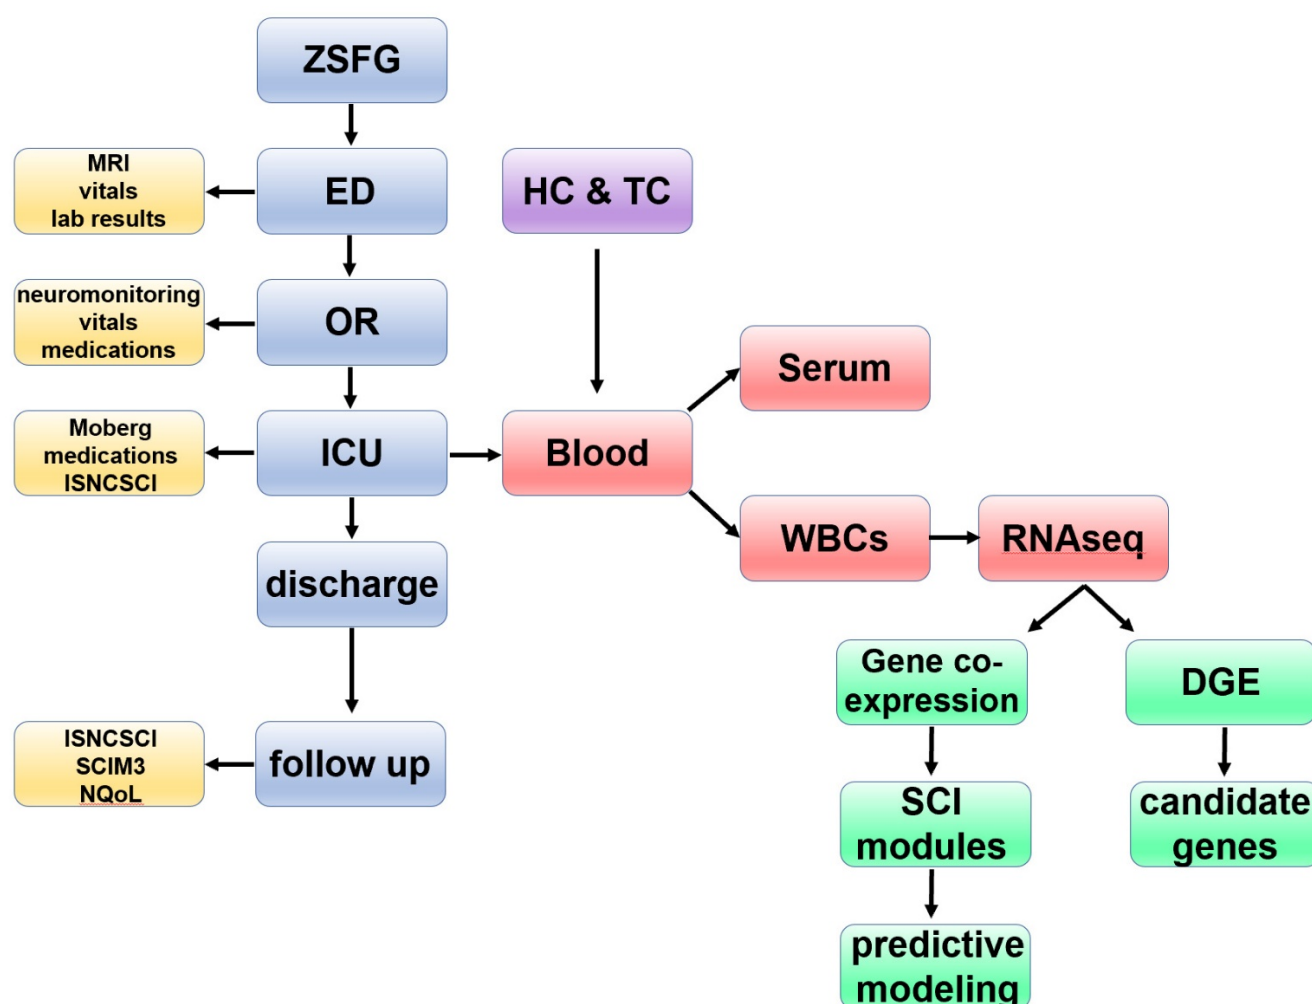 ZSFG
MRI
vitals
lab results
ED
HC & TC
neuromonitoring
vitals
medications
OR
Serum
Moberg
medications
ISNCSCI
ICU
Blood
WBCs
RNAseq
discharge
Gene co-
expression
DGE
ISNCSCI
SCIM3
NQoL
follow up
SCI
modules
candidate
genes
predictive
modeling